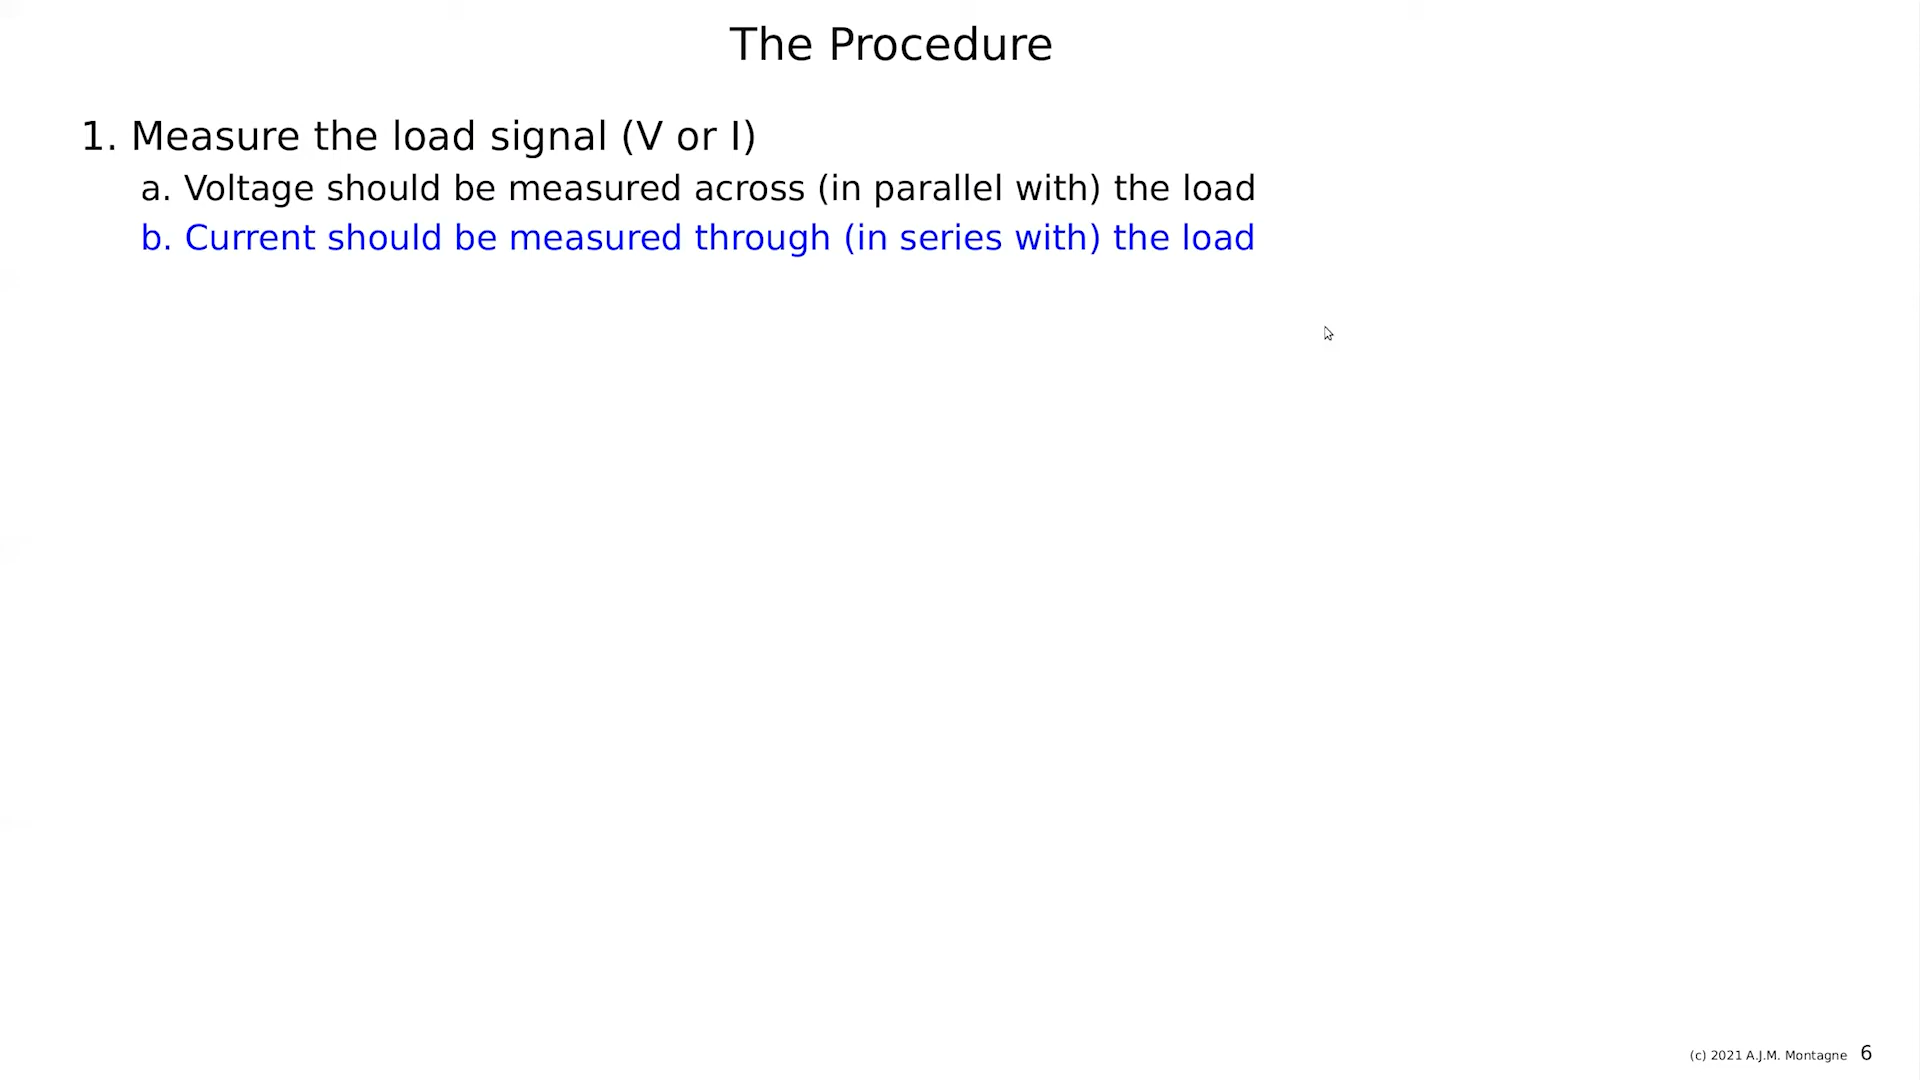 The Procedure
1. Measure the load signal (V or I)
a. Voltage should be measured across (in parallel with) the load
b. Current should be measured through (in series with) the load
(c) 2021 A.J.M. Montagne 6